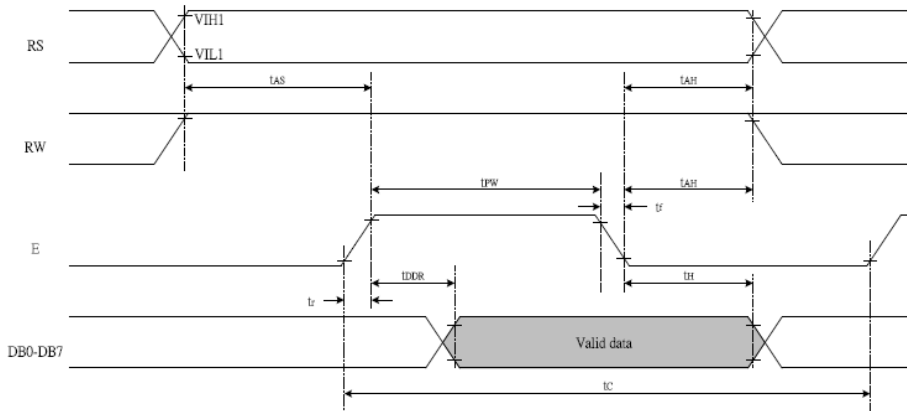 VIH1
RS
VIL1
tAS
tAH
RW
tPW
tAH
tf
E
tDDR
tH
tr
DB0-DB7
Valid data
tC